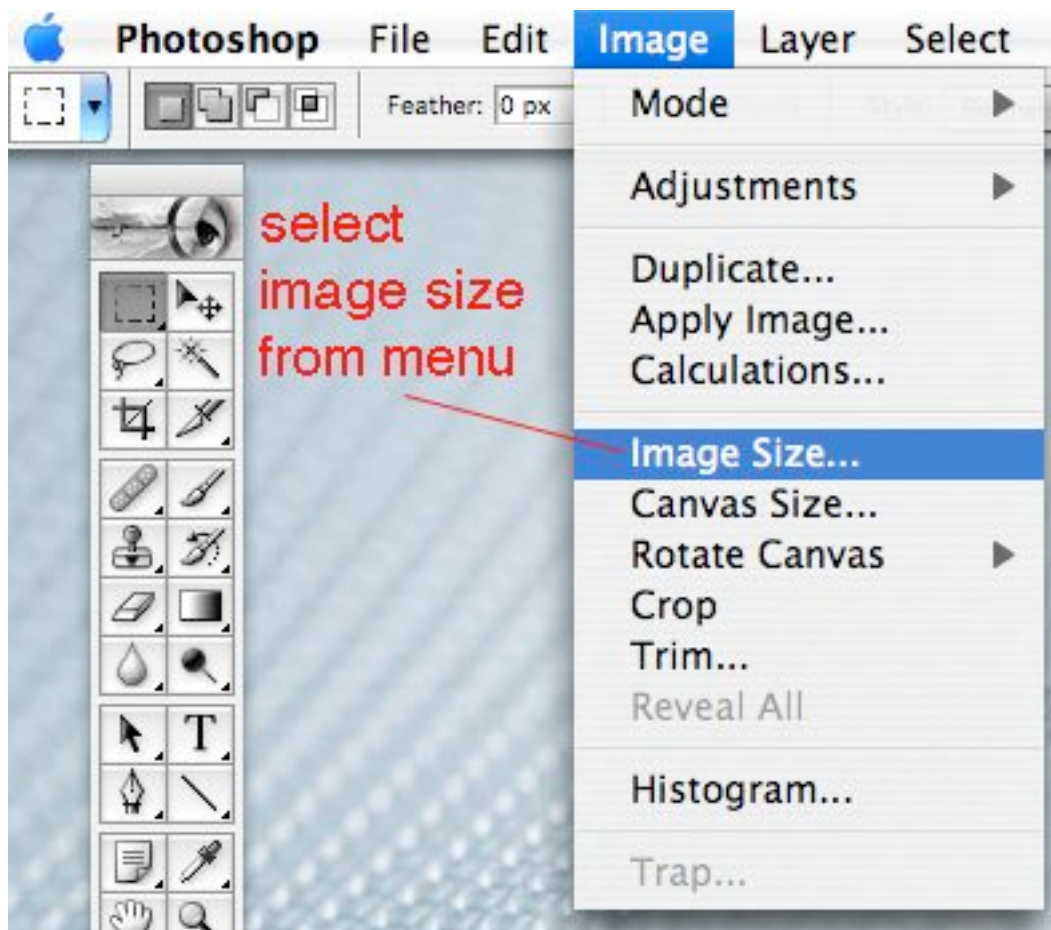 Photoshop File Edit Image Layer Select
Feather: 0 px
Mode
Adjustments
select
image size
from menu
Duplicate...
Apply Image...
Calculations...
Image Size...
Canvas Size...
Rotate Canvas
Crop
Trim...
Reveal All
T
Histogram...
Trap...